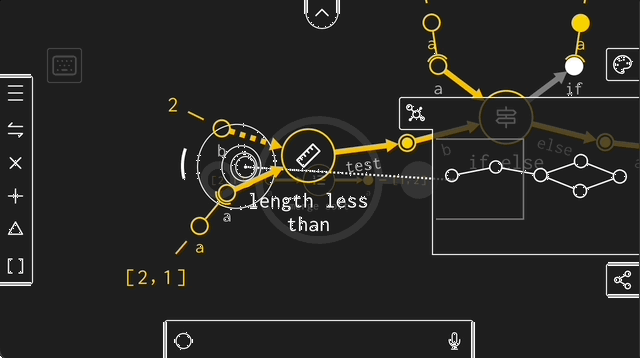 a
a
a
if
2
b
b
else
test
if else
a
length less
than
a
[2,1]